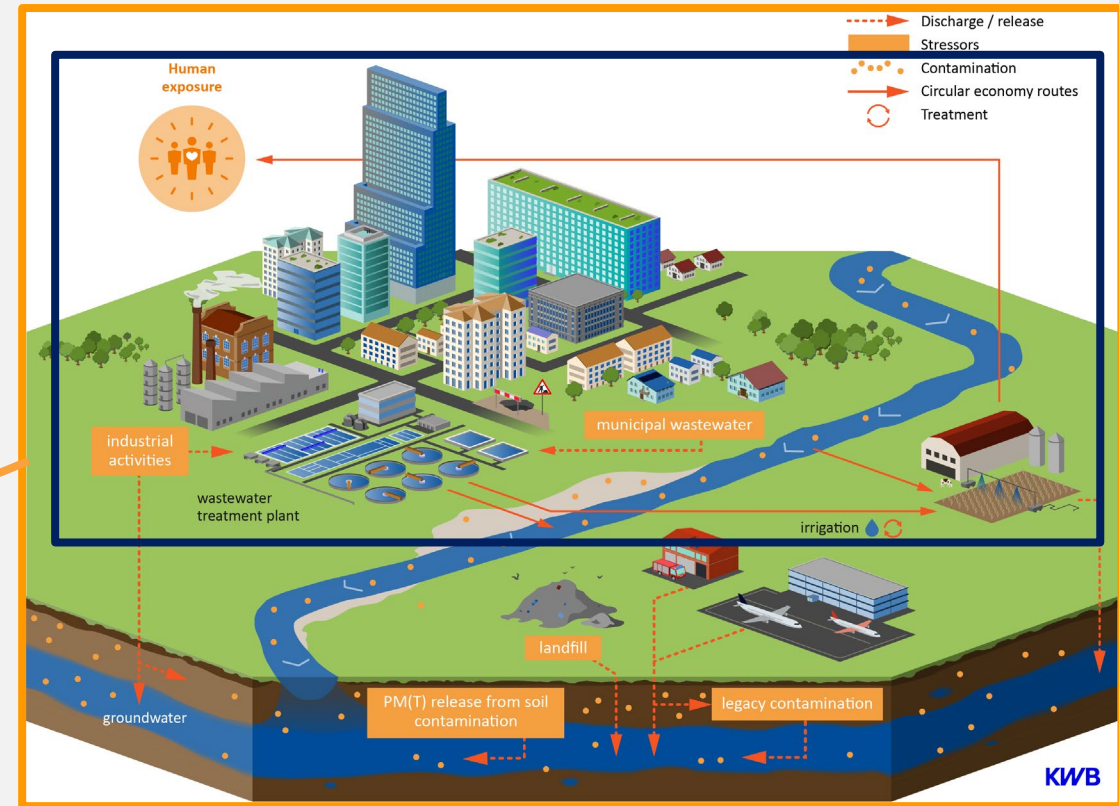 Discharge / release
Stressors
Contamination
Circular economy routes
Treatment
Human
exposure
industrial
activities
municipal wastewater
wastewater
treatment plant
irrigation
landfill
PM(T) release from soil
contamination
legacy contamination
groundwater
KWB